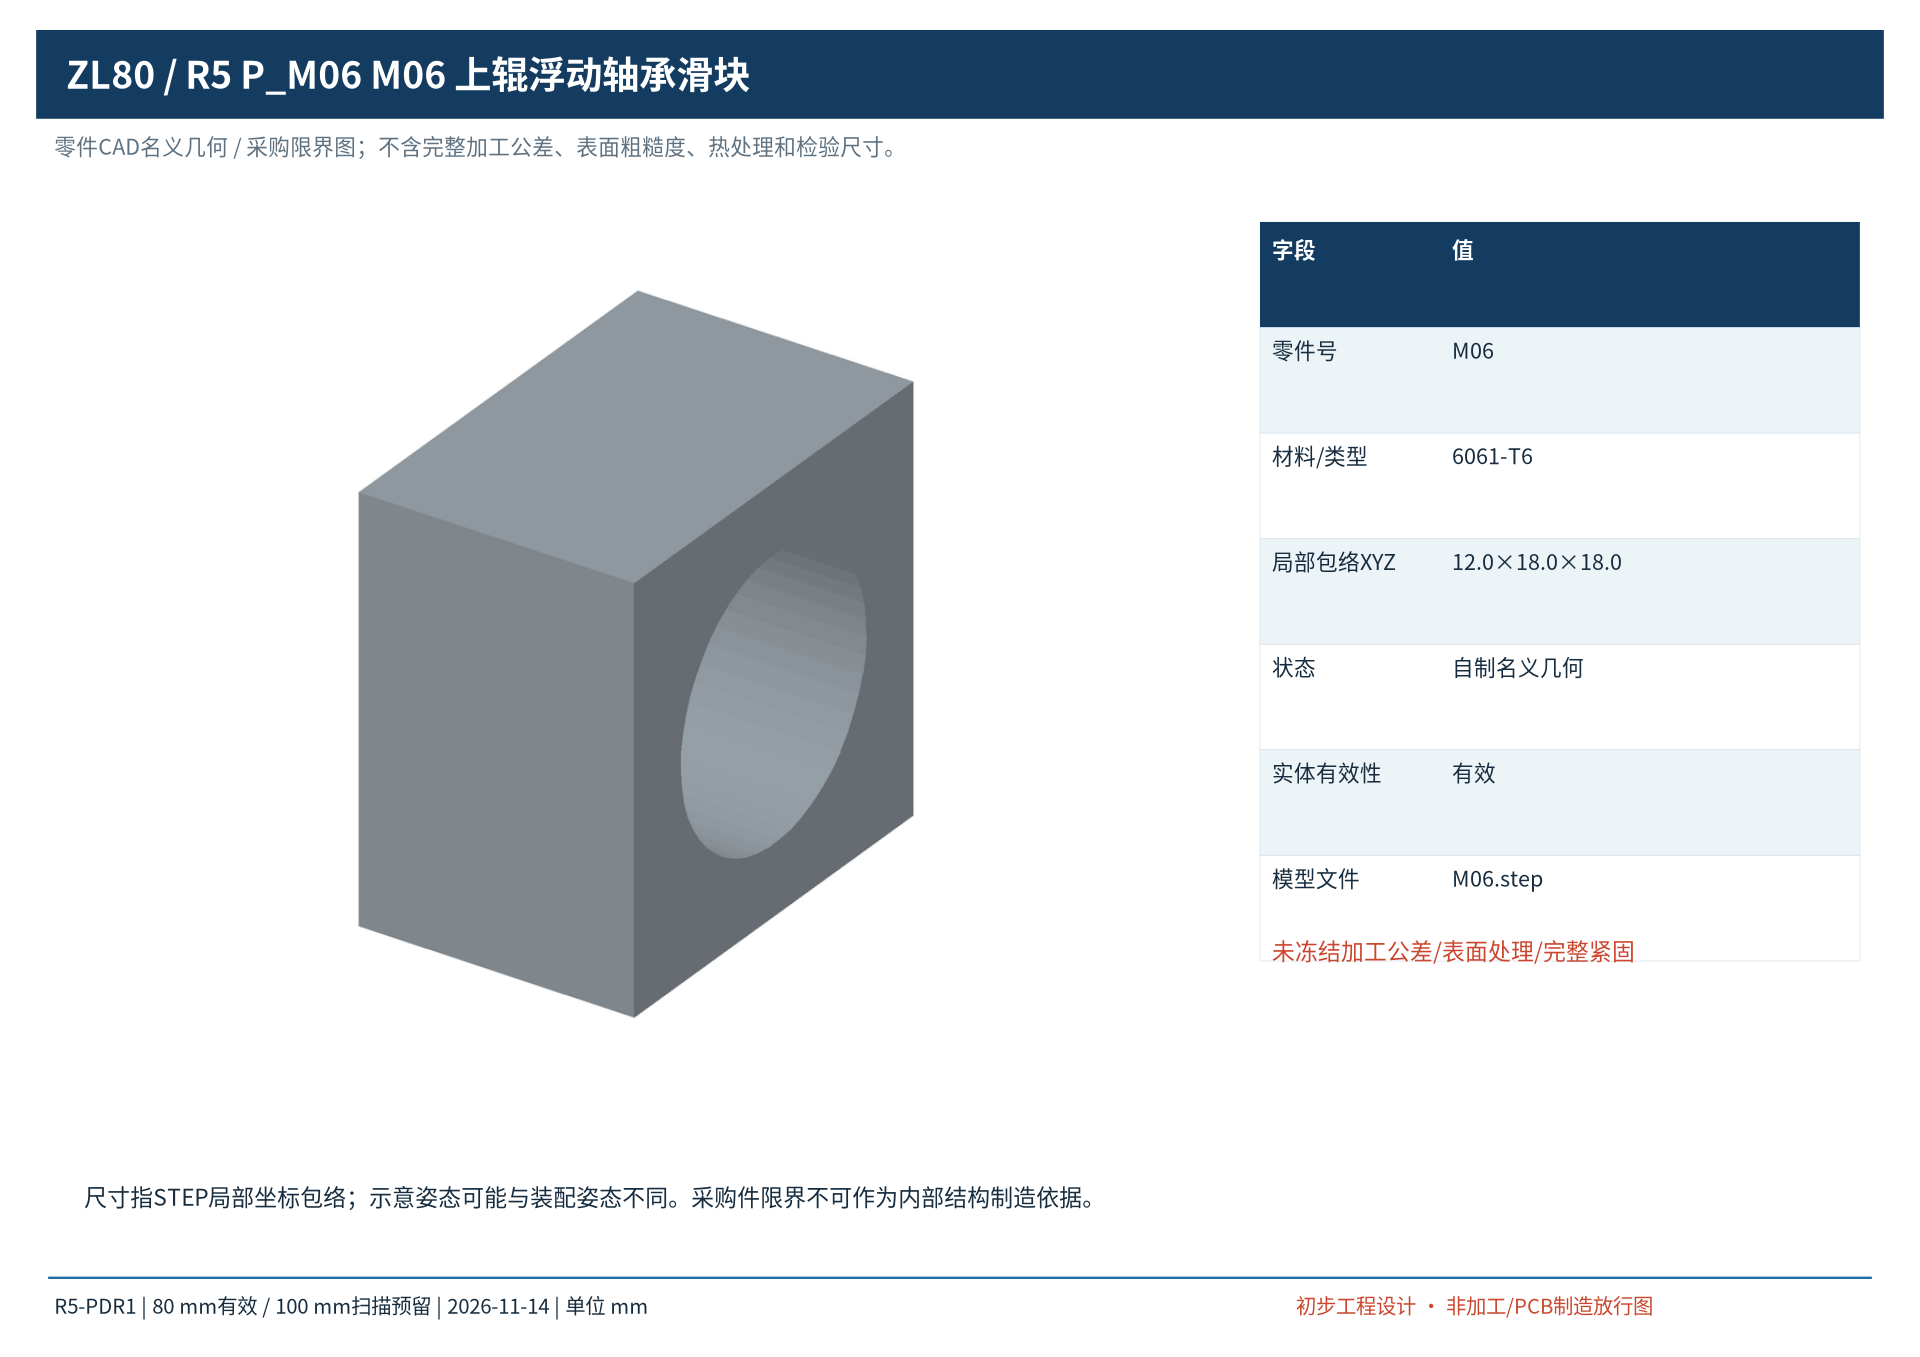 ZL80 / R5 P_M06 M06 上辊浮动轴承滑块
零件CAD名义几何 / 采购限界图；不含完整加工公差、表面粗糙度、热处理和检验尺寸。
字段 值
零件号 M06
材料/类型 6061-T6
局部包络XYZ 12.0×18.0×18.0
状态 自制名义几何
实体有效性 有效
模型文件 M06.step
未冻结加工公差/表面处理/完整紧固
尺寸指STEP局部坐标包络；示意姿态可能与装配姿态不同。采购件限界不可作为内部结构制造依据。
R5-PDR1 | 80 mm有效 / 100 mm扫描预留 | 2026-11-14 | 单位 mm
初步工程设计 · 非加工/PCB制造放行图